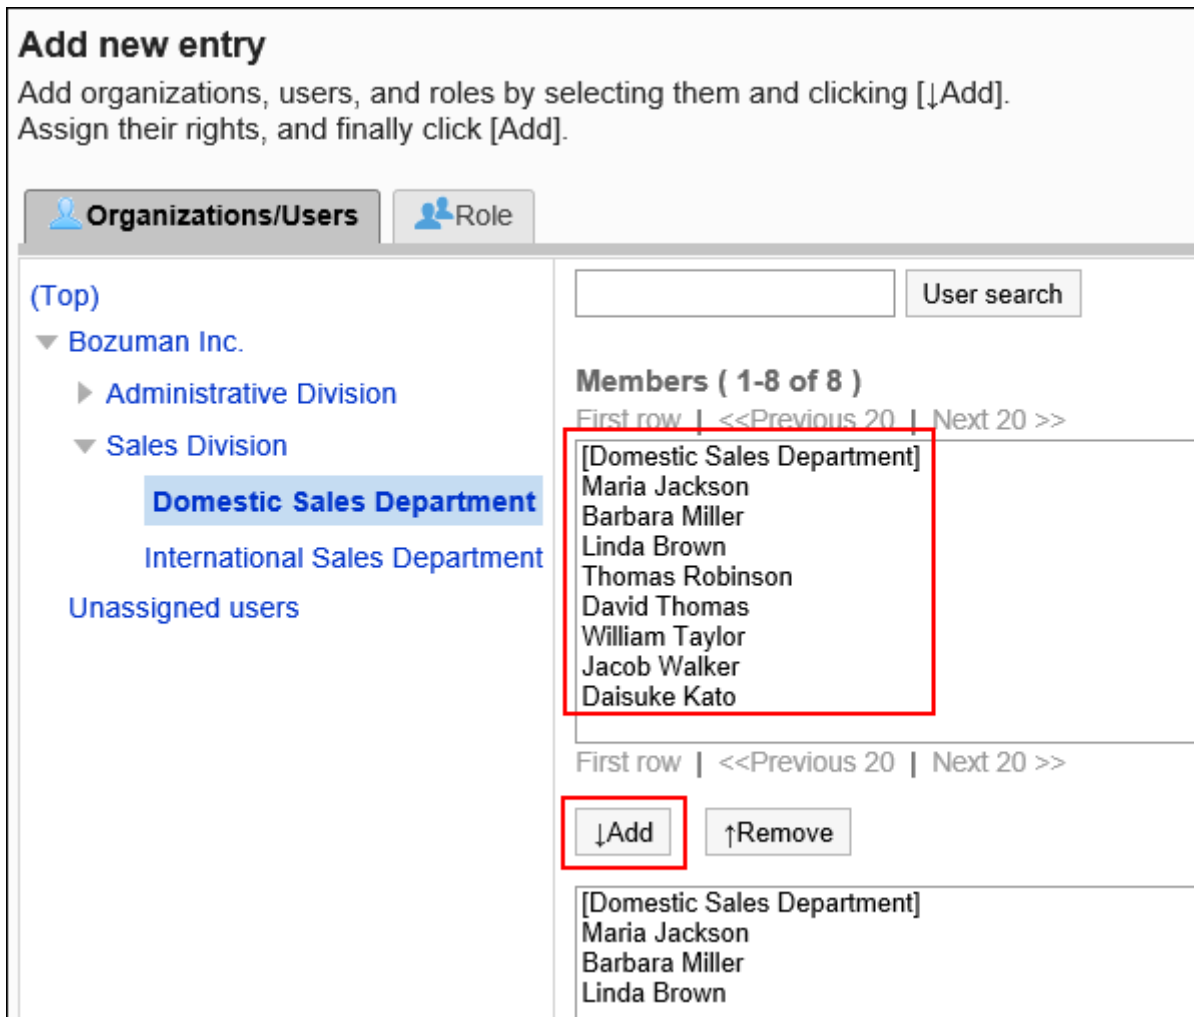 Add new entry
Add organizations, users, and roles by selecting them and clicking [↓Add].
Assign their rights, and finally click [Add].
Organizations/Users
Role
(Top)
Bozuman Inc.
Administrative Division
Sales Division
Domestic Sales Department
International Sales Department
Unassigned users
User search
Members ( 1-8 of 8 )
First row | <<Previous 20 | Next 20 >>
[Domestic Sales Department]
Maria Jackson
Barbara Miller
Linda Brown
Thomas Robinson
David Thomas
William Taylor
Jacob Walker
Daisuke Kato
First row | <<Previous 20 | Next 20 >>
↓Add
↑Remove
[Domestic Sales Department]
Maria Jackson
Barbara Miller
Linda Brown